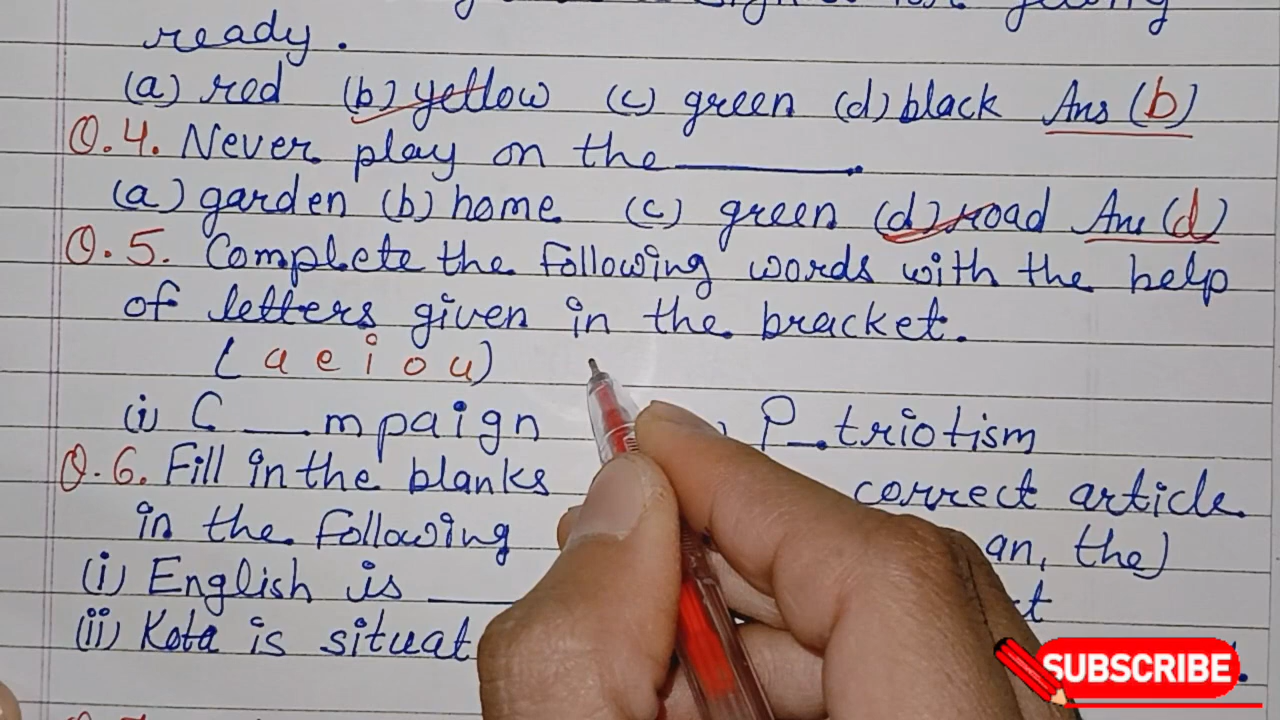 ready.
(a) red (b) yellow (c) green (d) black Ans (b)
Q.4. Never play on the ______.
(a) garden (b) home (c) green (d) road Ans (d)
Q.5. Complete the following words with the help
of letters given in the bracket.
(a e i o u)
(i) C __mpaign P_triotism
Q.6. Fill in the blanks correct article
in the following an, the)
(i) English is ____
(ii) Kota is situat
SUBSCRIBE